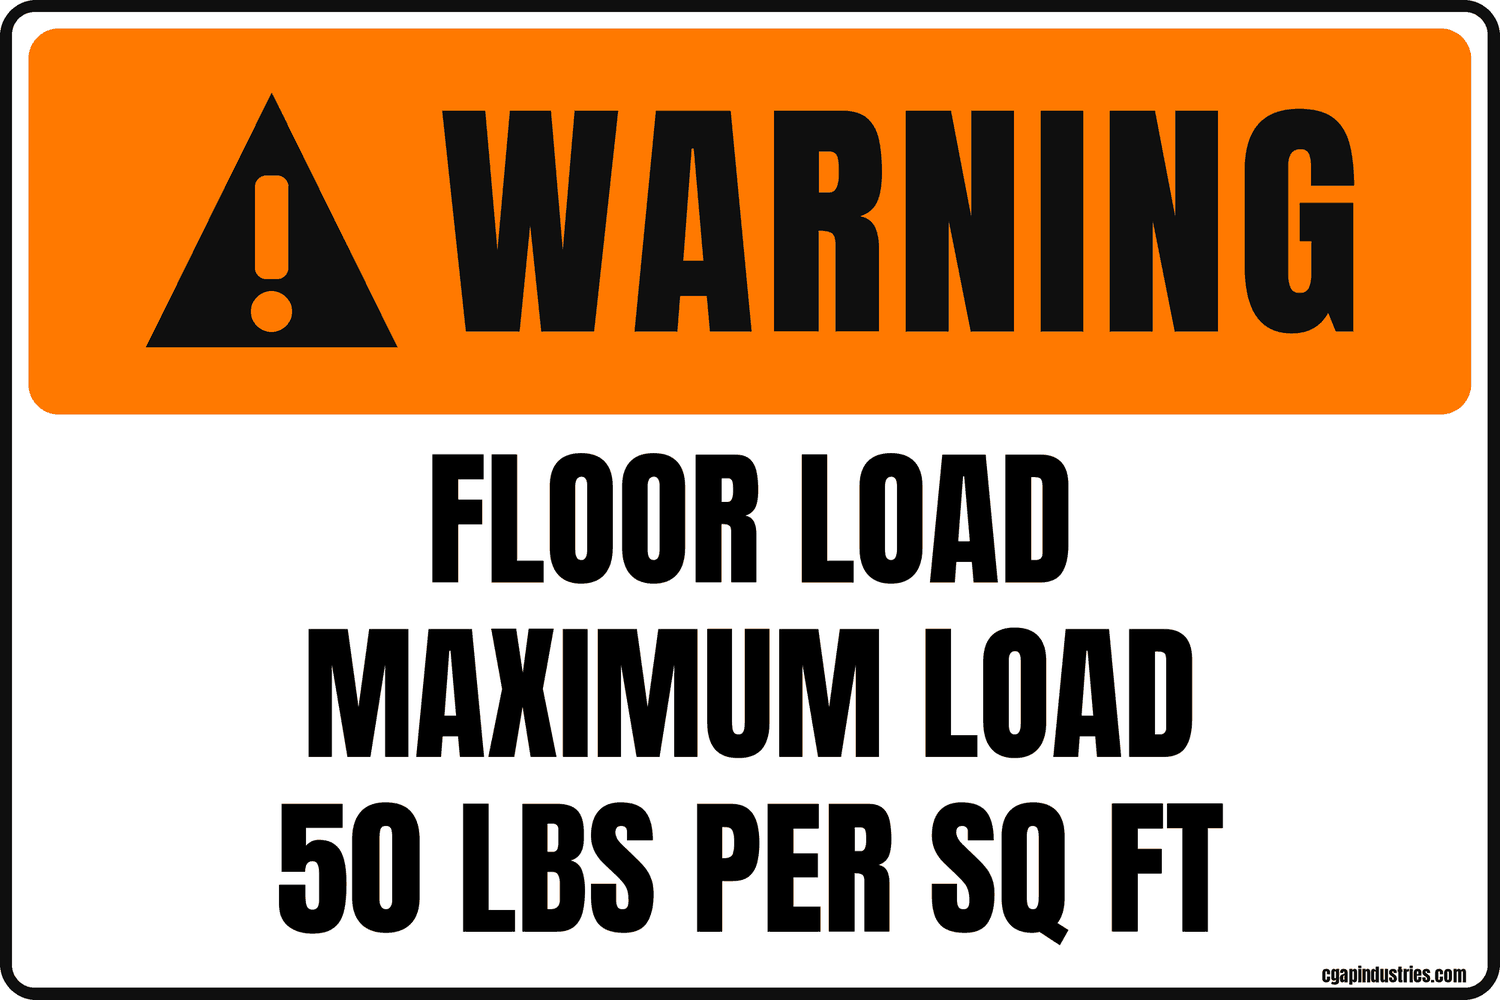 WARNING
FLOOR LOAD
MAXIMUM LOAD
50 LBS PER SQ FT
cgapindustries.com